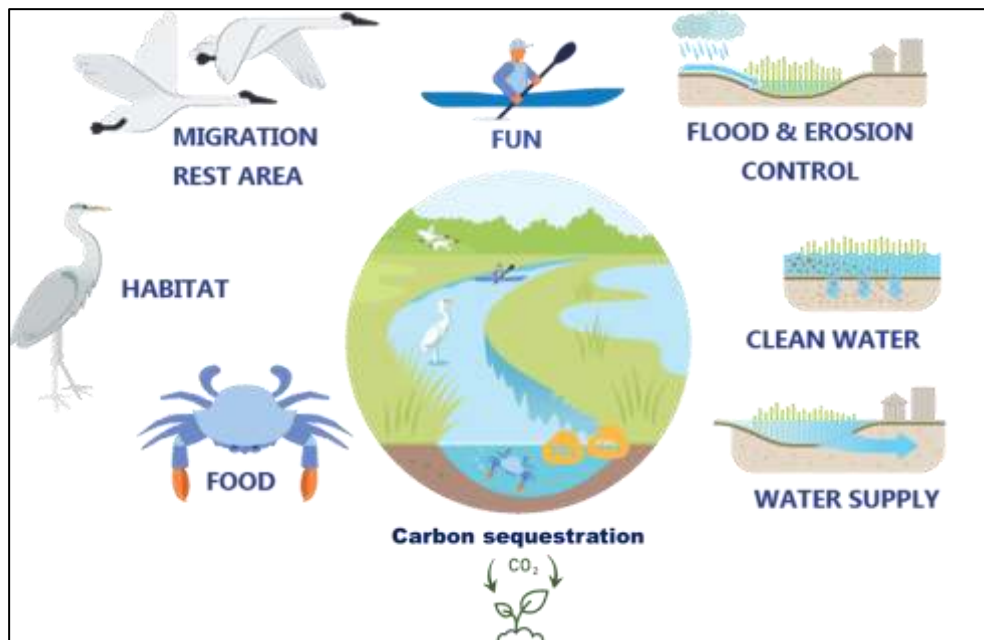 MIGRATION
REST AREA
FUN
FLOOD & EROSION
CONTROL
HABITAT
CLEAN WATER
FOOD
WATER SUPPLY
Carbon sequestration
CO₂